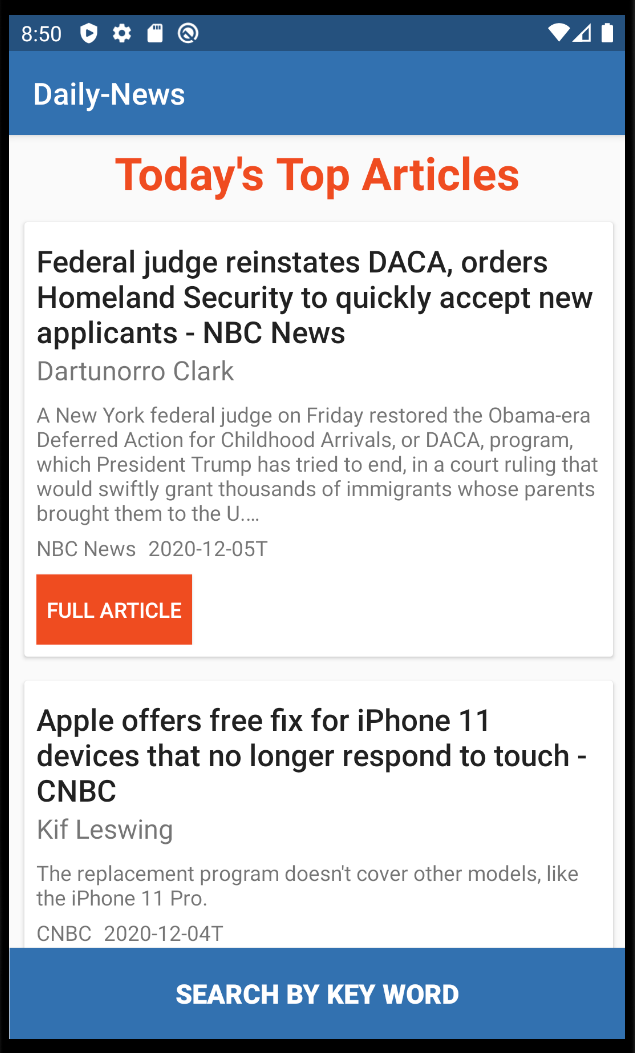 8:50
Daily-News
Today's Top Articles
Federal judge reinstates DACA, orders
Homeland Security to quickly accept new
applicants - NBC News
Dartunorro Clark
A New York federal judge on Friday restored the Obama-era
Deferred Action for Childhood Arrivals, or DACA, program,
which President Trump has tried to end, in a court ruling that
would swiftly grant thousands of immigrants whose parents
brought them to the U.…
NBC News 2020-12-05T
FULL ARTICLE
Apple offers free fix for iPhone 11
devices that no longer respond to touch -
CNBC
Kif Leswing
The replacement program doesn't cover other models, like
the iPhone 11 Pro.
CNBC 2020-12-04T
SEARCH BY KEY WORD